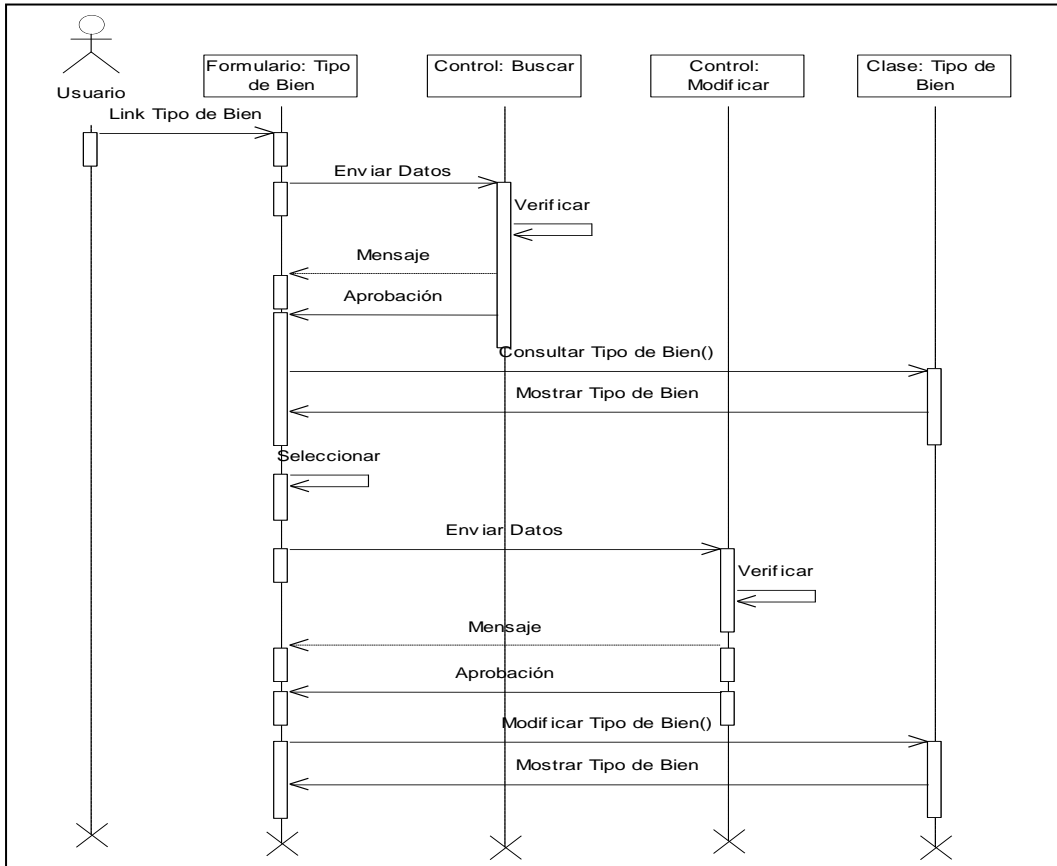 Usuario
Formulario: Tipo
de Bien
Control: Buscar
Control:
Modificar
Clase: Tipo de
Bien
Link Tipo de Bien
Enviar Datos
Verificar
Mensaje
Aprobación
Consultar Tipo de Bien()
Mostrar Tipo de Bien
Seleccionar
Enviar Datos
Verificar
Mensaje
Aprobación
Modificar Tipo de Bien()
Mostrar Tipo de Bien